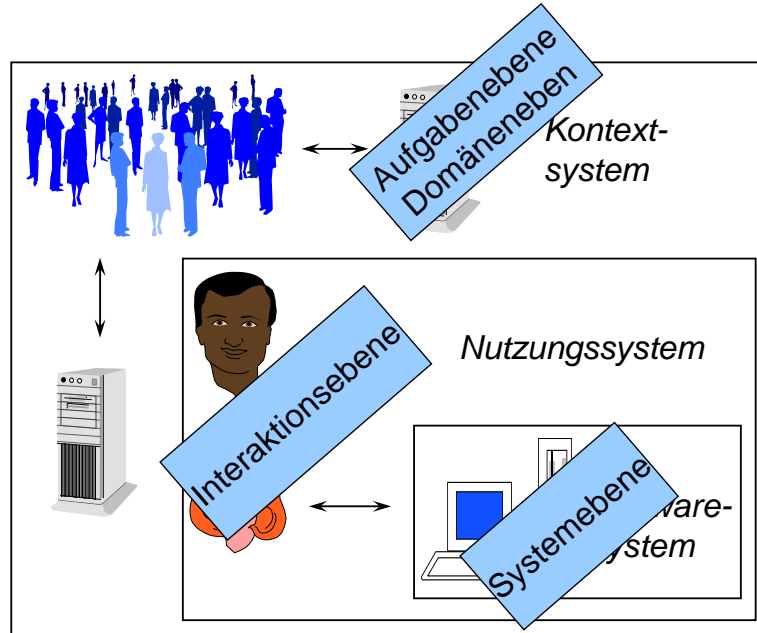 Aufgabenebene
Domäneneben
Kontext-
system
Nutzungssystem
Interaktionsebene
Systemebene
ware-
ystem